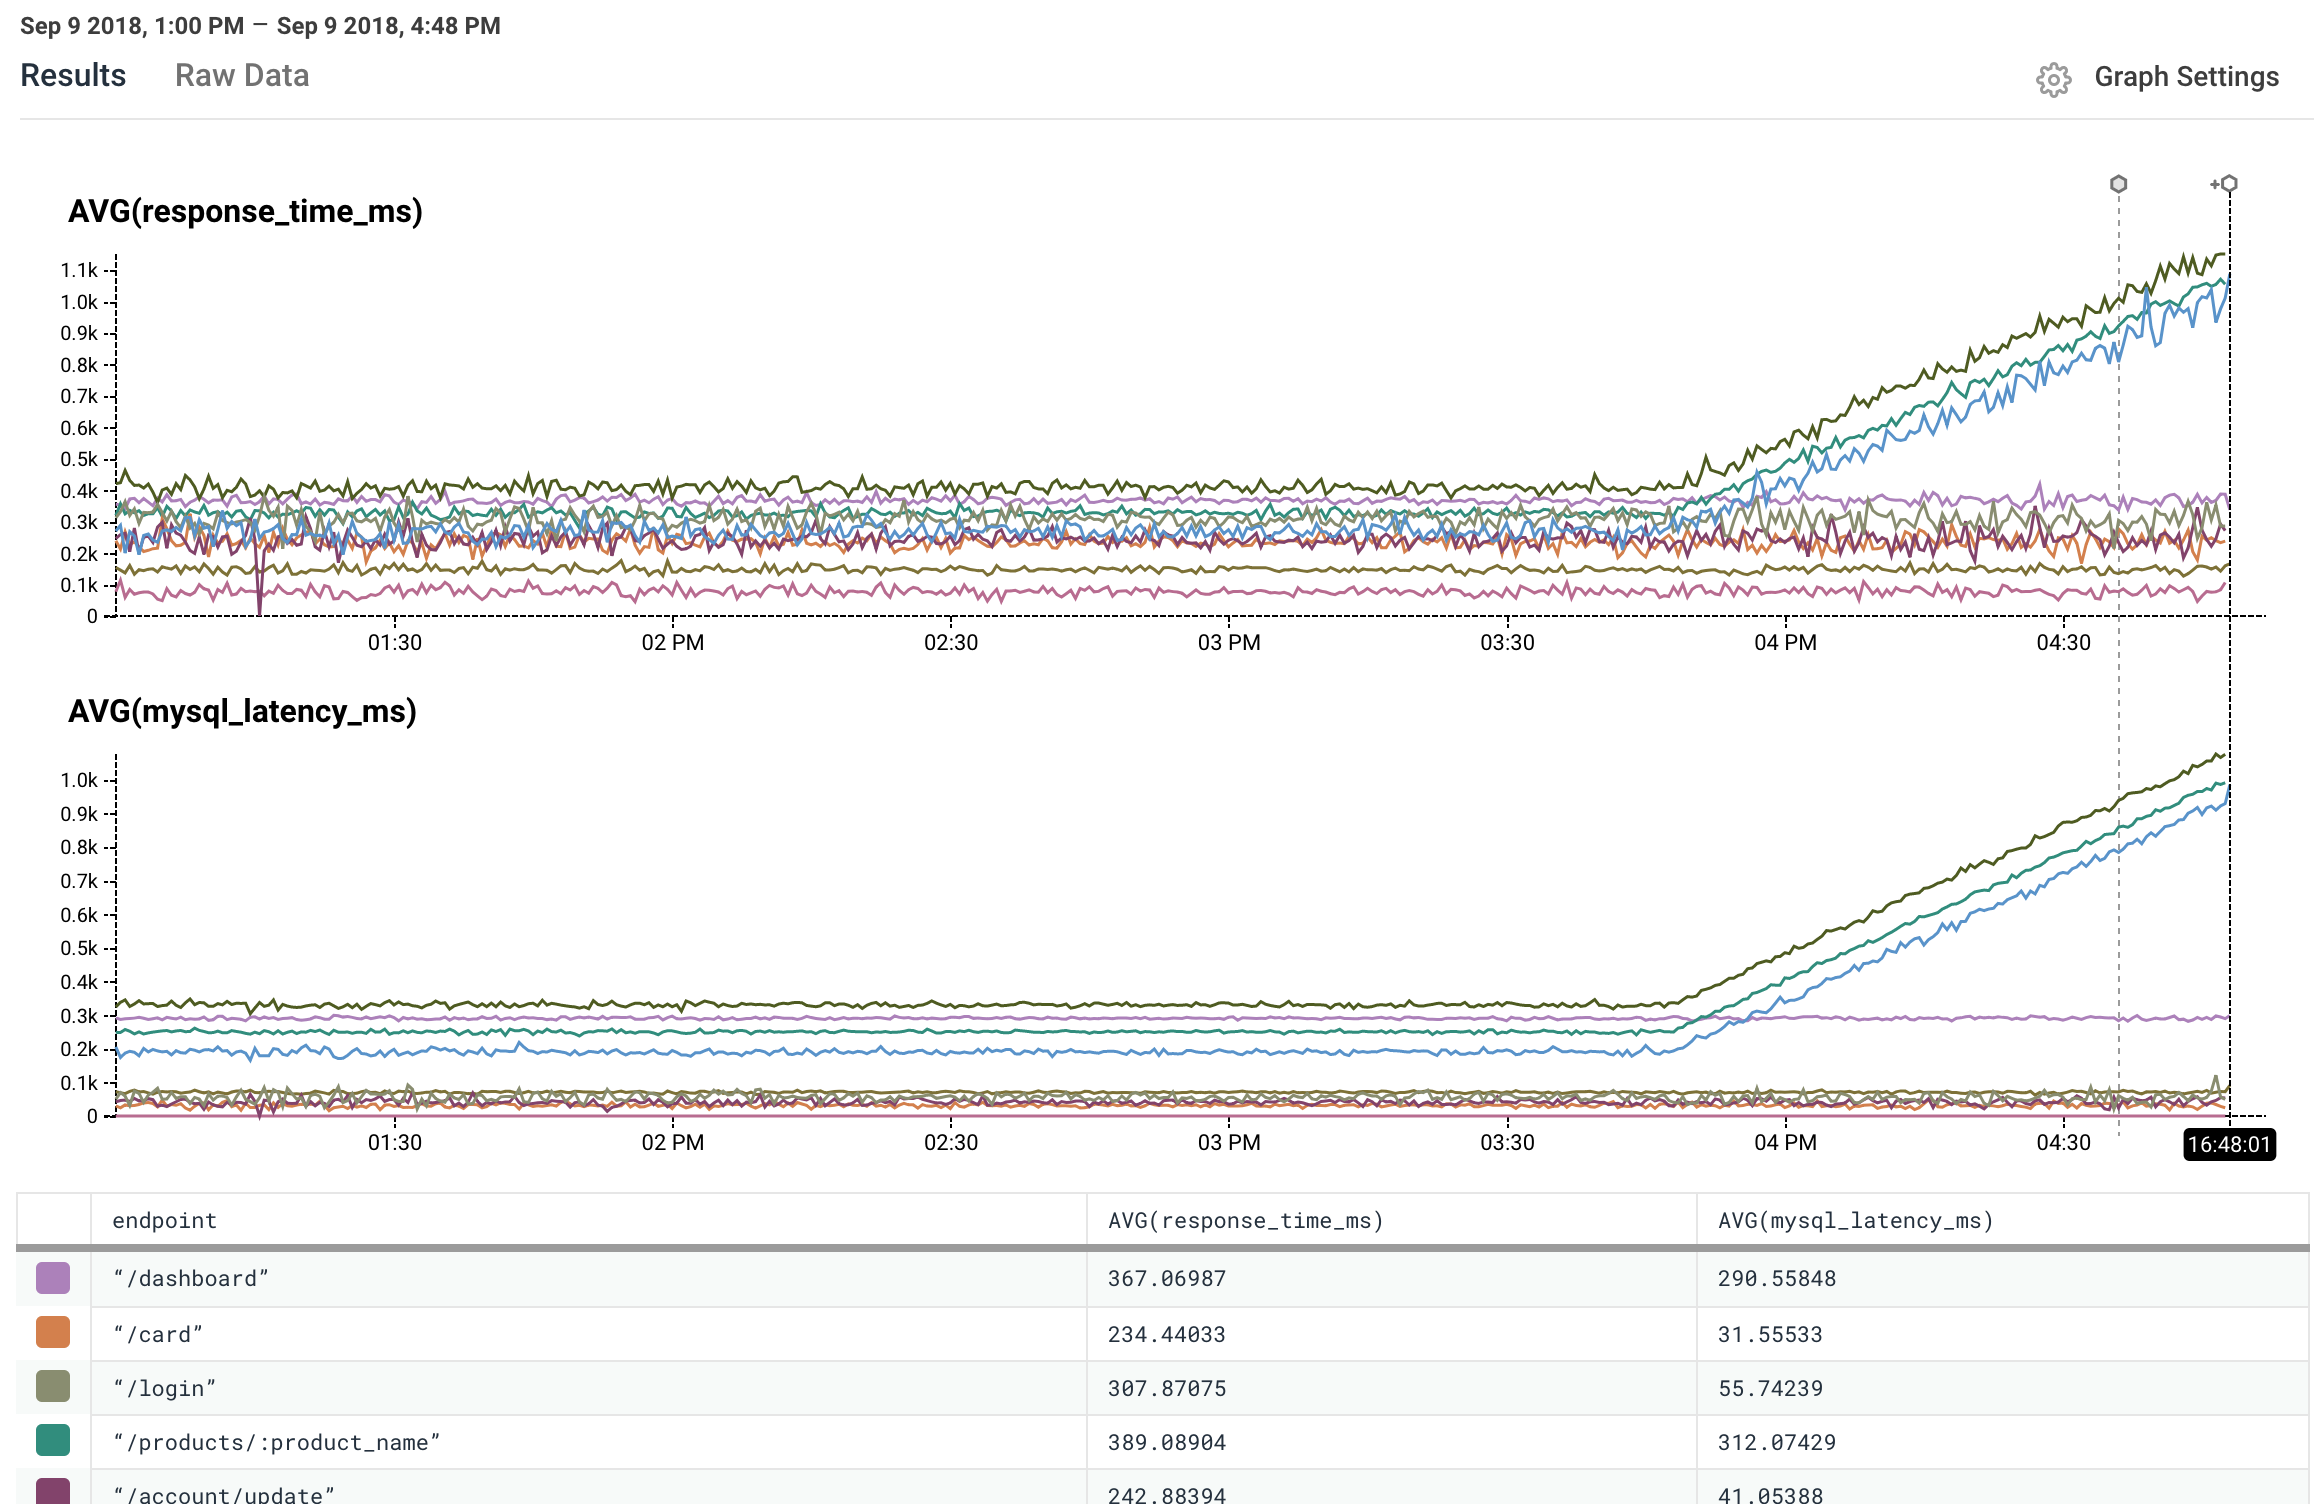 Sep 9 2018, 1:00 PM – Sep 9 2018, 4:48 PM
Results Raw Data Graph Settings
+
AVG(response_time_ms)
1.1k
1.0k
0.9k
0.8k
0.7k
0.6k
0.5k
0.4k
0.3k
0.2k
0.1k
0
01:30 02 PM 02:30 03 PM 03:30 04 PM 04:30
AVG(mysql_latency_ms)
1.0k
0.9k
0.8k
0.7k
0.6k
0.5k
0.4k
0.3k
0.2k
0.1k
0
01:30 02 PM 02:30 03 PM 03:30 04 PM 04:30 16:48:01
endpoint AVG(response_time_ms) AVG(mysql_latency_ms)
“/dashboard” 367.06987 290.55848
“/card” 234.44033 31.55533
“/login” 307.87075 55.74239
“/products/:product_name” 389.08904 312.07429
“/account/update” 242.88394 41.05388